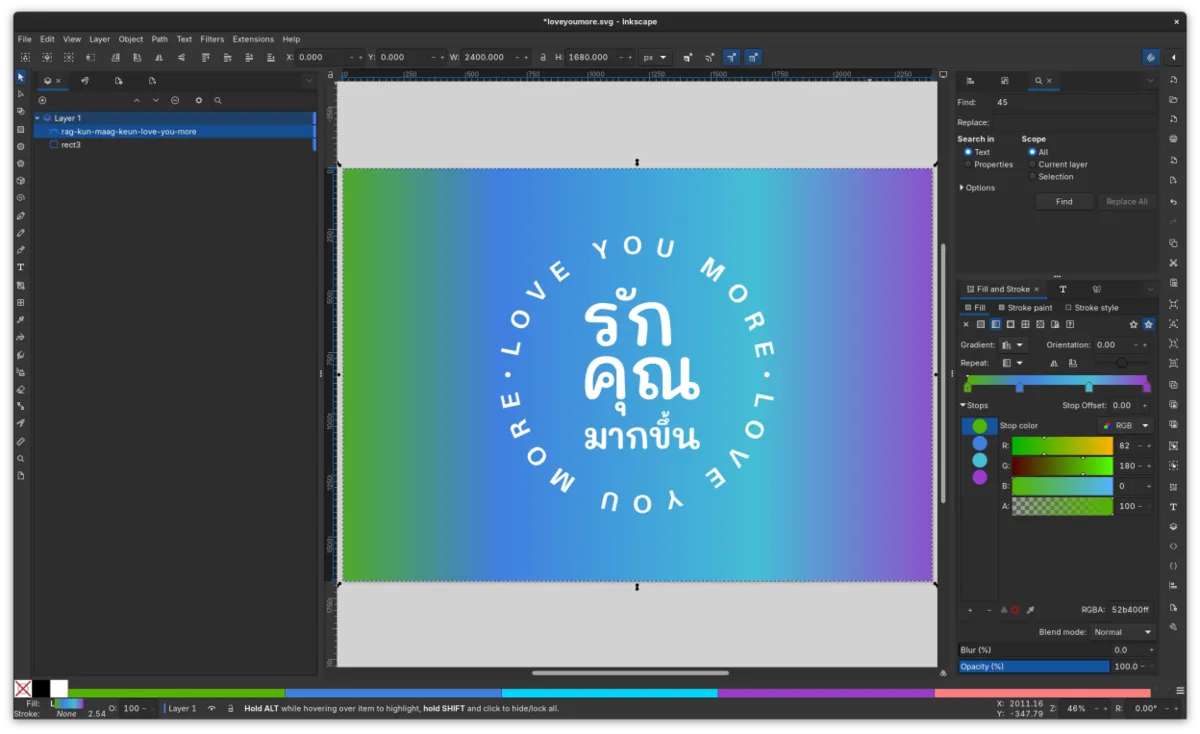 *loveyoumore.svg - Inkscape
File Edit View Layer Object Path Text Filters Extensions Help
X: 0.000 Y: 0.000 W: 2400.000 H: 1680.000 px
Layer 1
rag-kun-maag-keun-love-you-more
rect3
LOVE YOU MORE · LOVE YOU MORE ·
รัก
คุณ
มากขึ้น
Find: 45
Replace:
Search in Scope
Text All
Properties Current layer
Selection
Options
Find Replace All
Fill and Stroke
Fill Stroke paint Stroke style
Gradient: Orientation: 0.00
Repeat:
Stops Stop Offset: 0.00
Stop color RGB
R: 82
G: 180
B: 0
A: 100
RGBA: 52b400ff
Blend mode: Normal
Blur (%) 0.0
Opacity (%) 100.0
Fill: L
Stroke: None 2.54 O: 100 Layer 1 Hold ALT while hovering over item to highlight, hold SHIFT and click to hide/lock all.
X: 2011.16
Y: -347.79
Z: 46% R: 0.00°